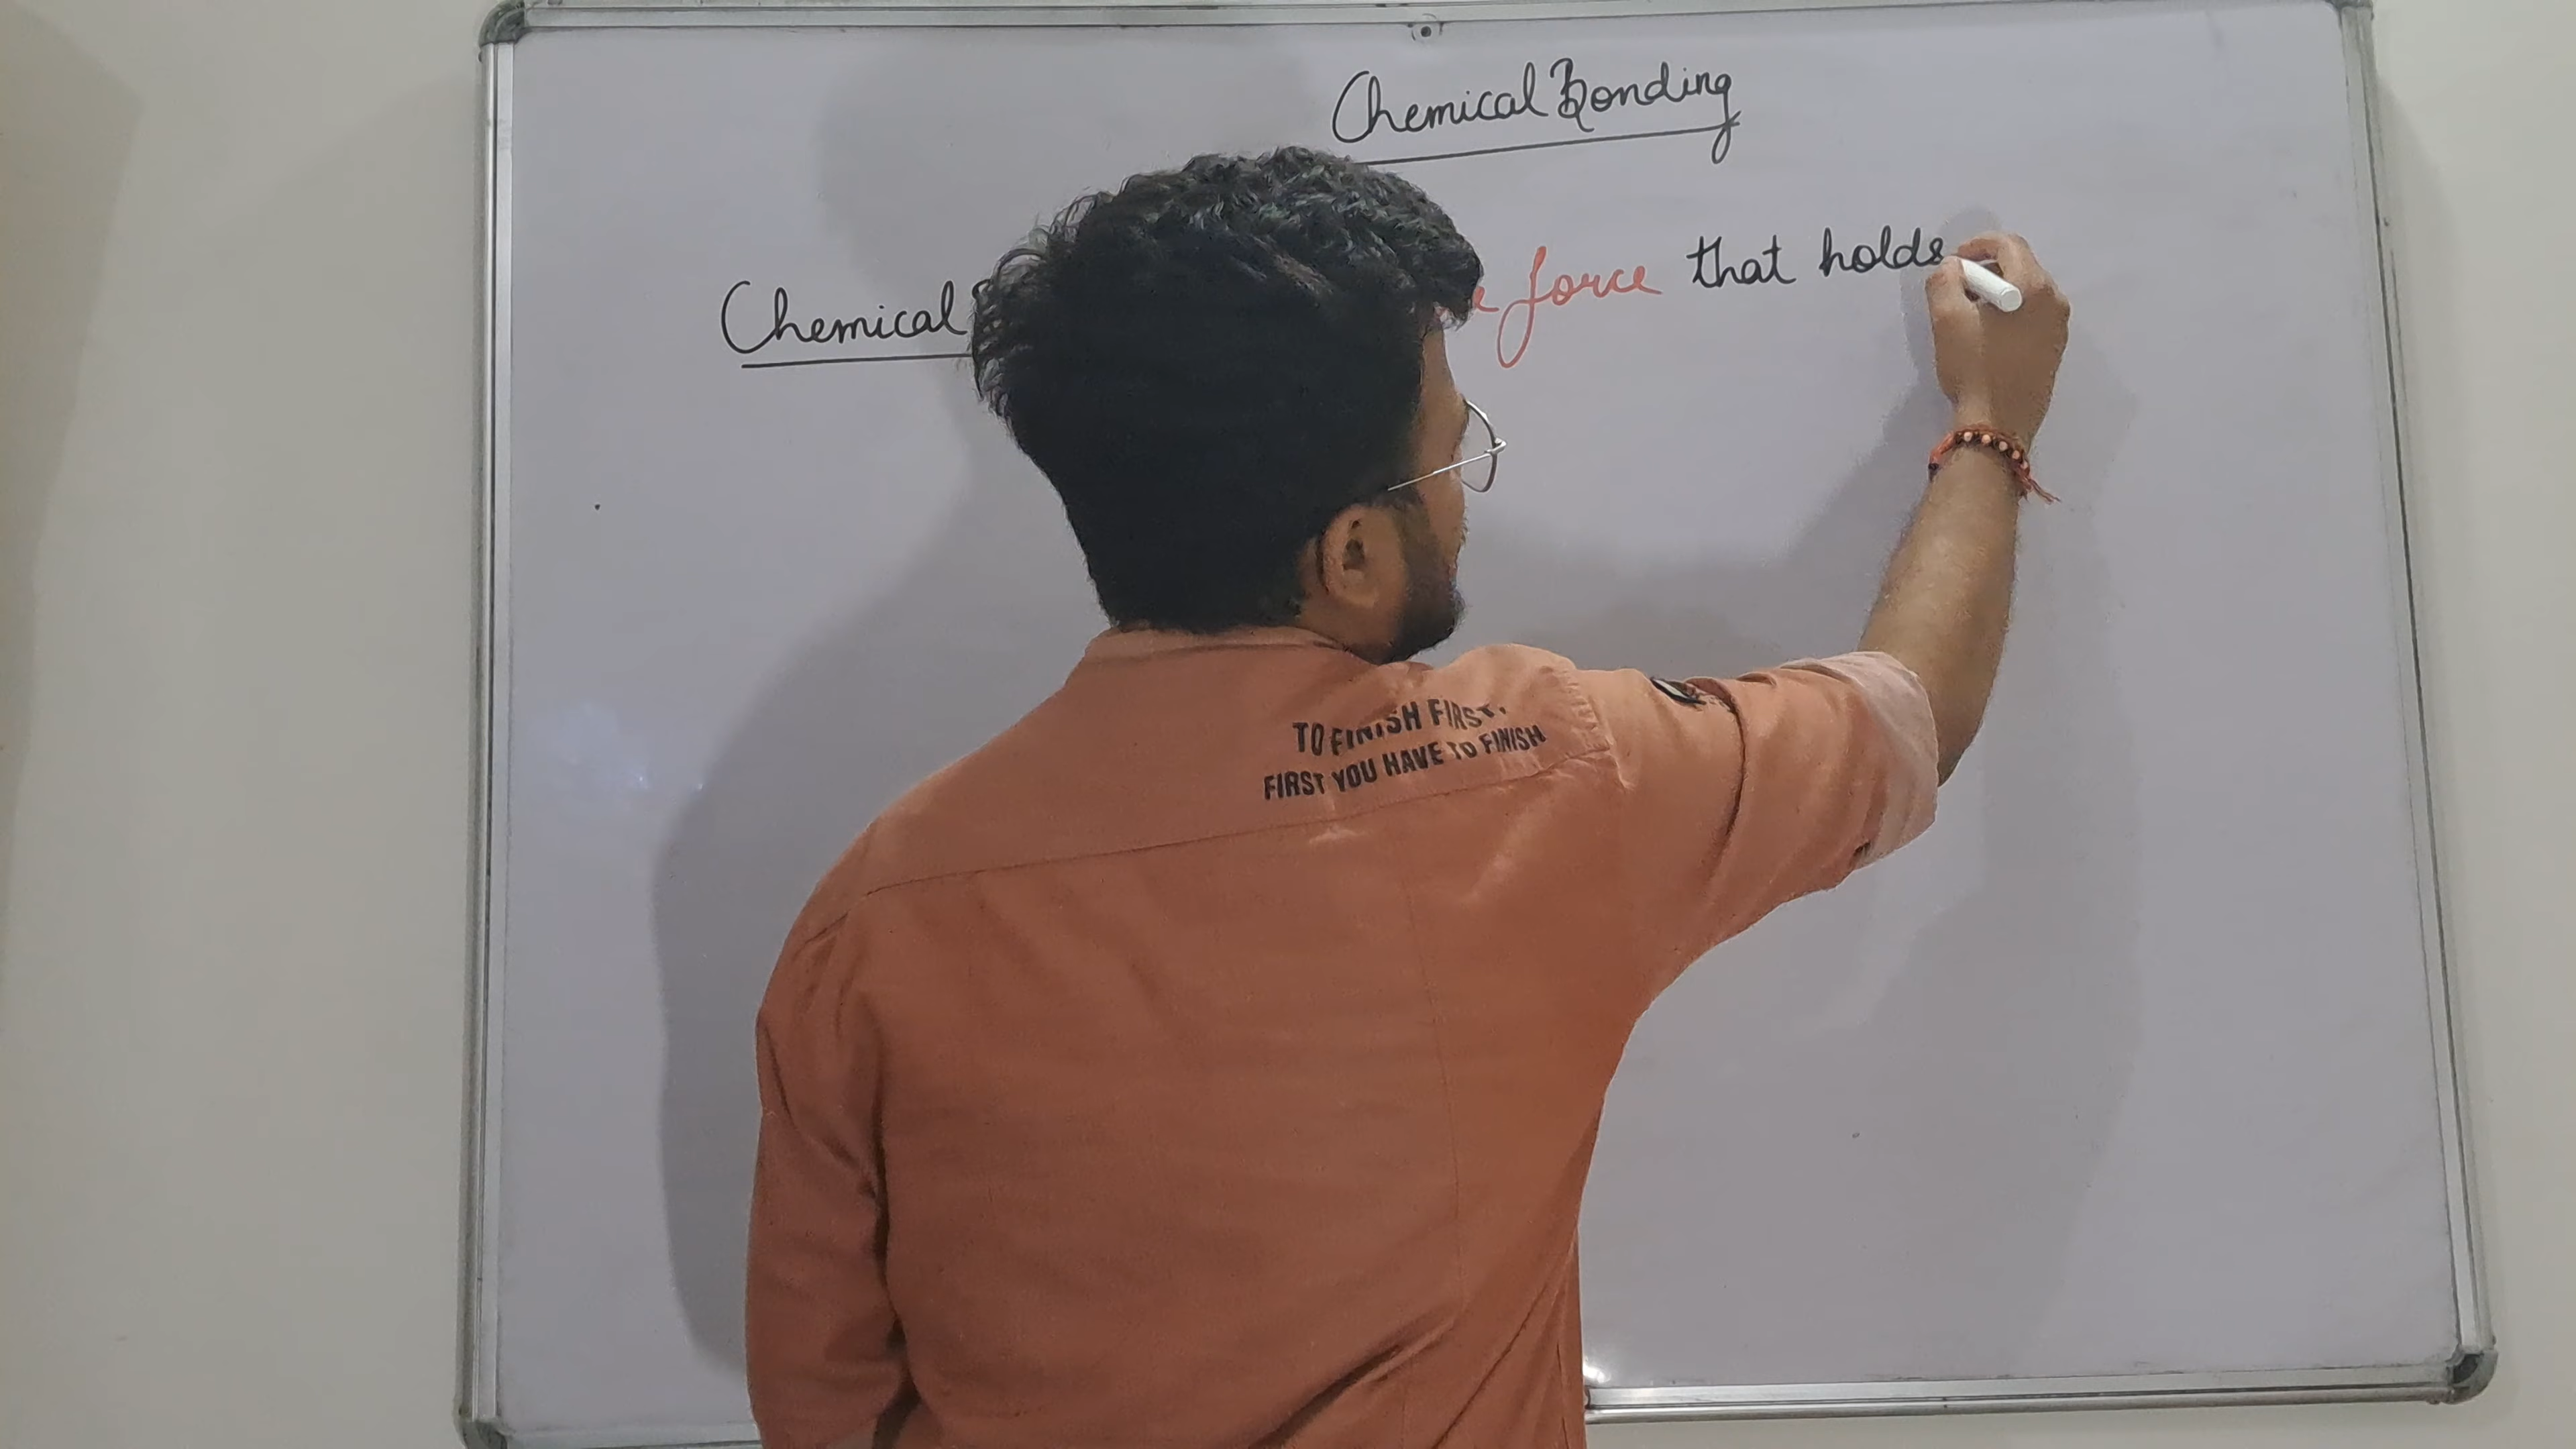 Chemical Bonding
Chemical force that holds
TO FINISH FIRST,
FIRST YOU HAVE TO FINISH